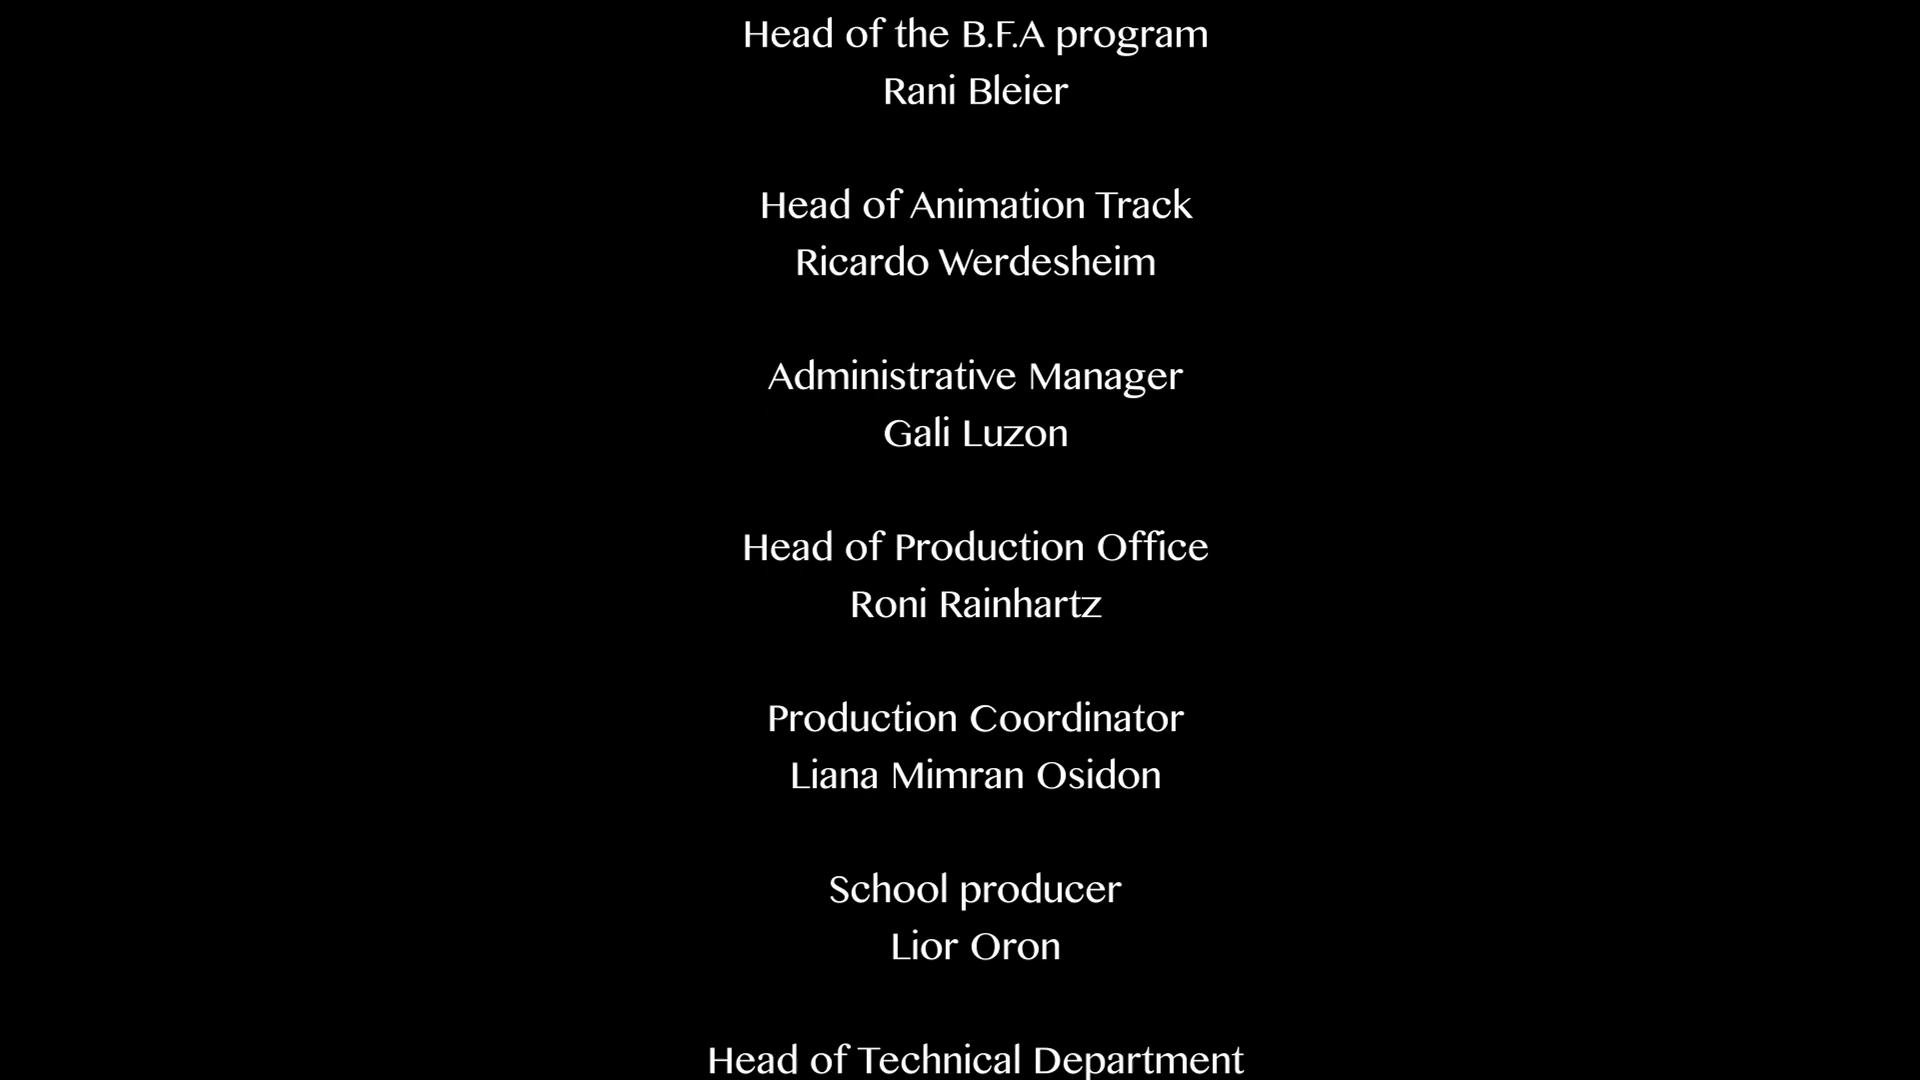 Head of the B.F.A program
Rani Bleier
Head of Animation Track
Ricardo Werdesheim
Administrative Manager
Gali Luzon
Head of Production Office
Roni Rainhartz
Production Coordinator
Liana Mimran Osidon
School producer
Lior Oron
Head of Technical Department